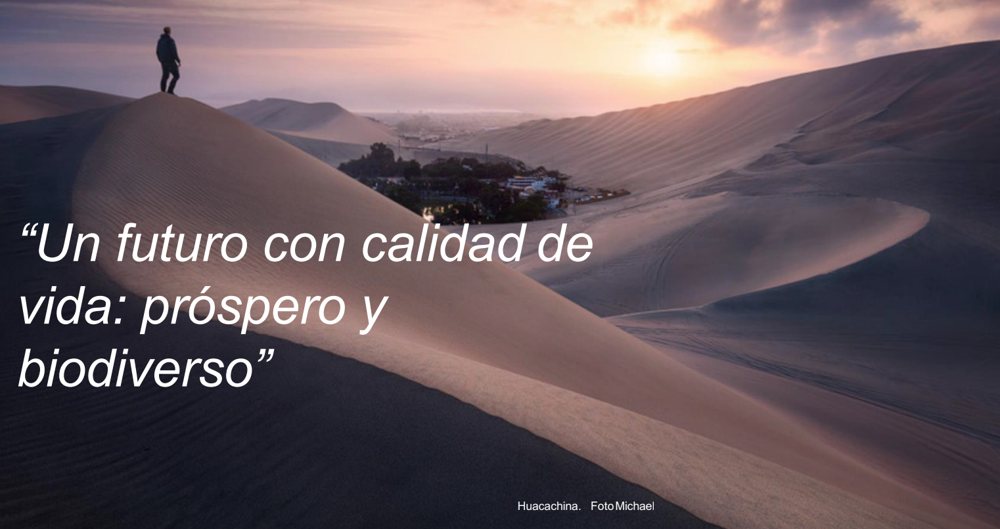 “Un futuro con calidad de
vida: próspero y
biodiverso”
Huacachina. Foto Michael